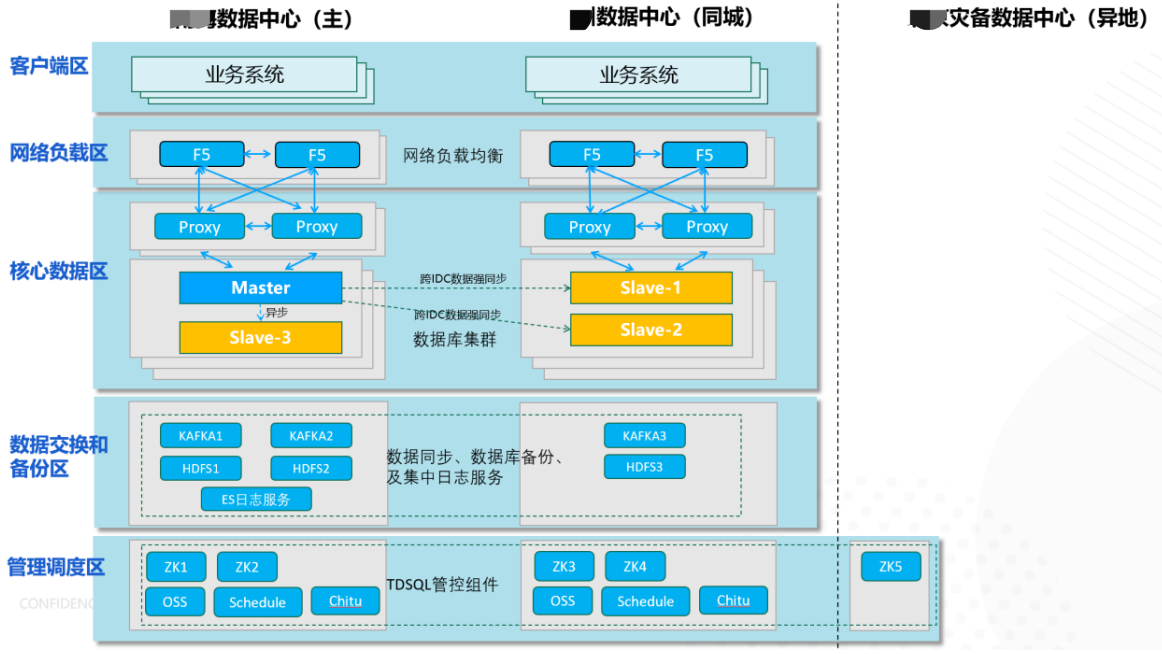 数据中心（主）
数据中心（同城）
灾备数据中心（异地）
客户端区
业务系统
业务系统
网络负载区
F5
F5
网络负载均衡
F5
F5
核心数据区
Proxy
Proxy
Proxy
Proxy
Master
跨IDC数据强同步
Slave-1
异步
跨IDC数据强同步
Slave-3
数据库集群
Slave-2
数据交换和
备份区
KAFKA1
KAFKA2
HDFS1
HDFS2
ES日志服务
数据同步、数据库备份、
及集中日志服务
KAFKA3
HDFS3
管理调度区
ZK1
ZK2
OSS
Schedule
Chitu
TDSQL管控组件
ZK3
ZK4
OSS
Schedule
Chitu
ZK5
CONFIDENC